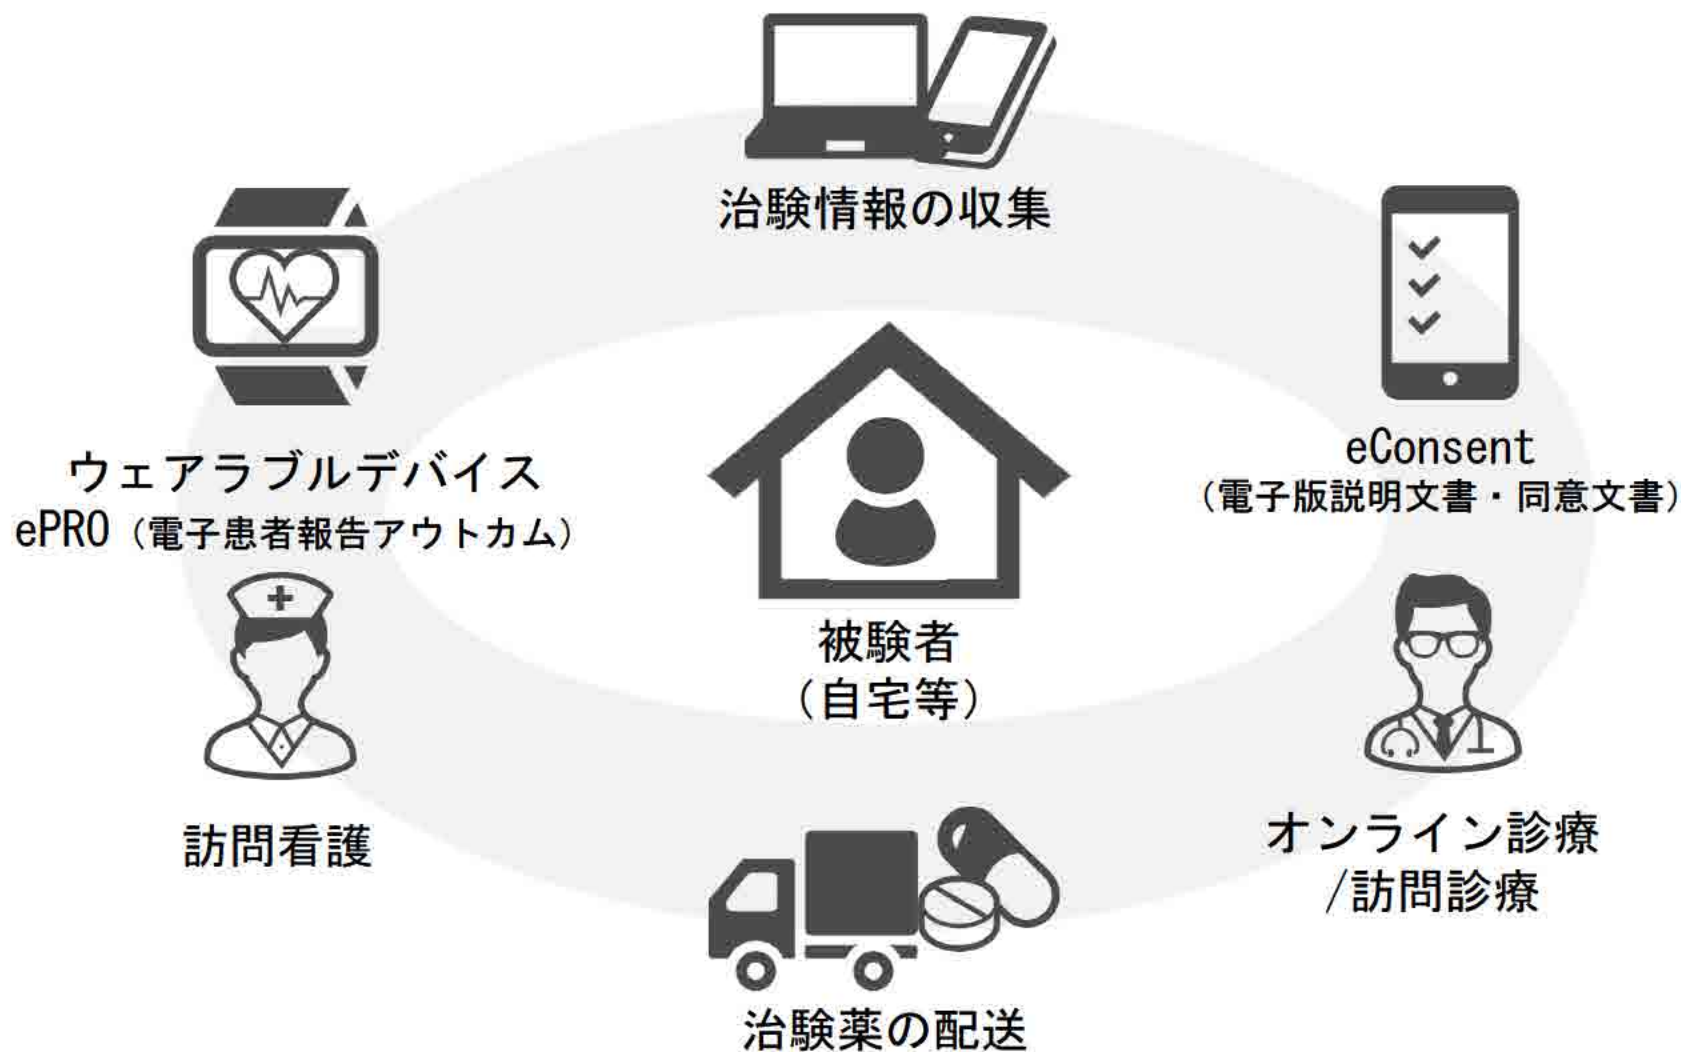 治験情報の収集
ウェアラブルデバイス
ePRO（電子患者報告アウトカム）
eConsent
（電子版説明文書・同意文書）
被験者
（自宅等）
訪問看護
オンライン診療
/訪問診療
治験薬の配送